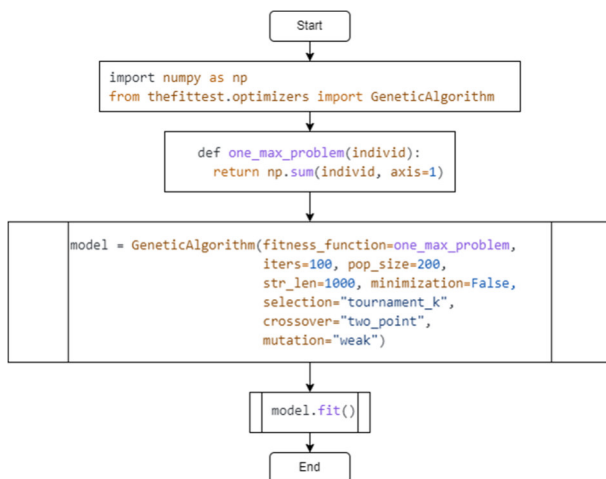 Start
import numpy as np
from thefittest.optimizers import GeneticAlgorithm
def one_max_problem(individ):
return np.sum(individ, axis=1)
model = GeneticAlgorithm(fitness_function=one_max_problem,
iters=100, pop_size=200,
str_len=1000, minimization=False,
selection="tournament_k",
crossover="two_point",
mutation="weak")
model.fit()
End